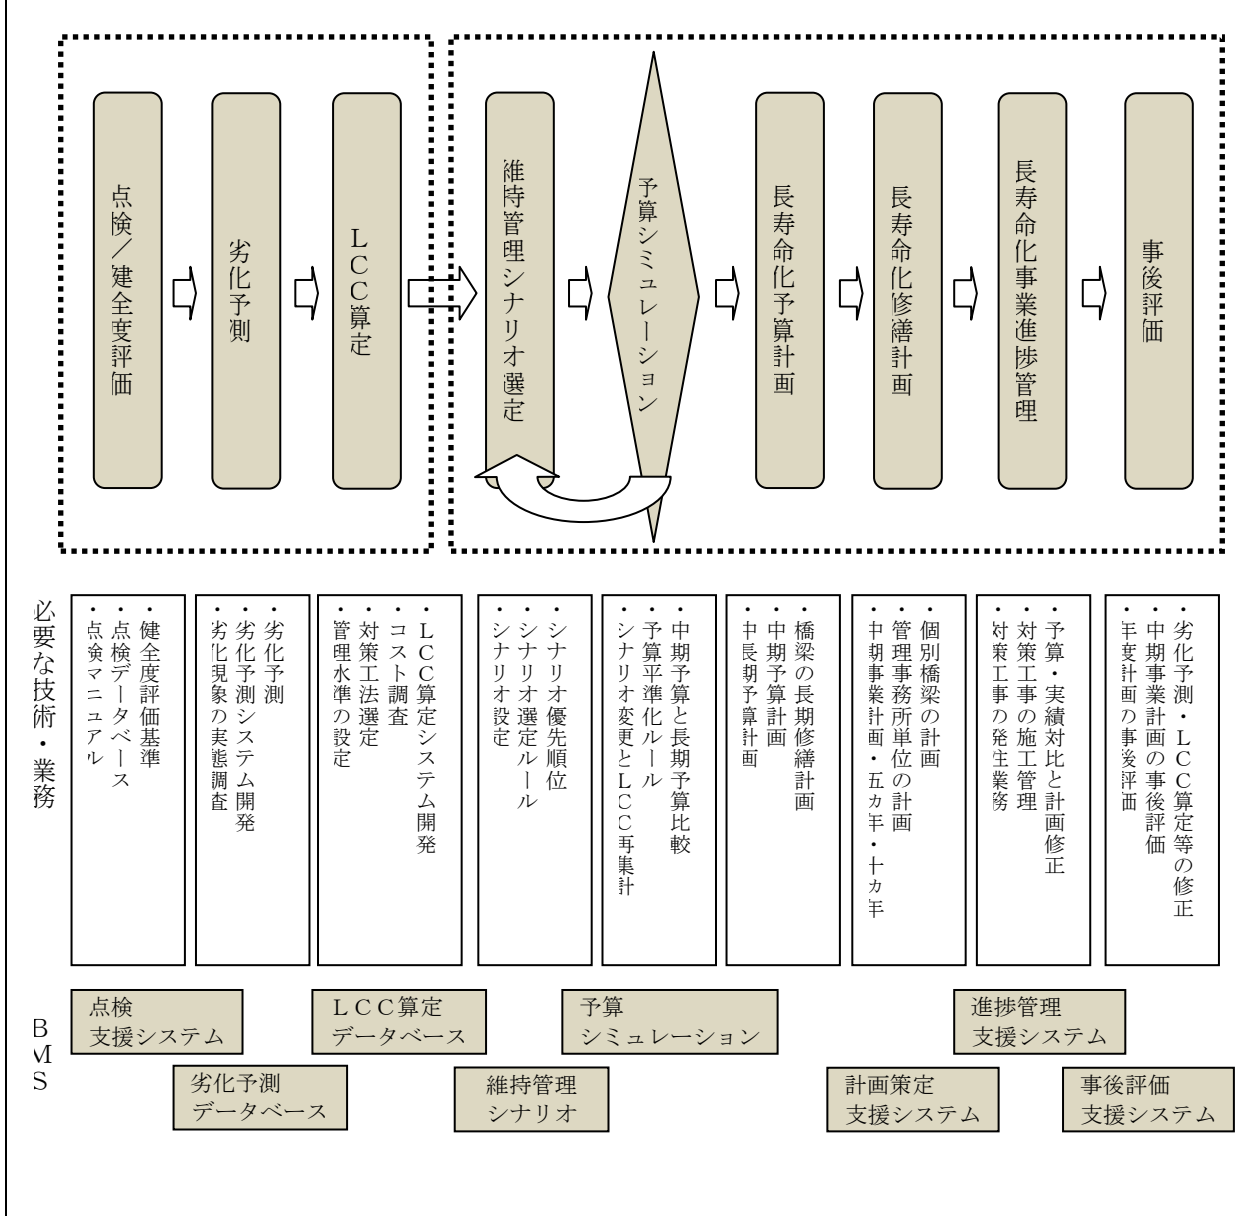 点検／健全度評価
劣化予測
ＬＣＣ算定
維持管理シナリオ選定
予算シミュレーション
長寿命化予算計画
長寿命化修繕計画
長寿命化事業進捗管理
事後評価
必要な技術・業務
・健全度評価基準
・点検データベース
・点検マニュアル
・劣化予測
・劣化予測システム開発
・劣化現象の実態調査
・ＬＣＣ算定システム開発
・コスト調査
・対策工法選定
・管理水準の設定
・シナリオ優先順位
・シナリオ選定ルール
・シナリオ設定
・中期予算と長期予算比較
・予算平準化ルール
・シナリオ変更とＬＣＣ再集計
・橋梁の長期修繕計画
・中期予算計画
・中長期予算計画
・個別橋梁の計画
・管理事務所単位の計画
・中期事業計画・五ヵ年・十ヵ年
・予算・実績対比と計画修正
・対策工事の施工管理
・対策工事の発注業務
・劣化予測・ＬＣＣ算定等の修正
・中期事業計画の事後評価
・年度計画の事後評価
ＢＭＳ
点検
支援システム
劣化予測
データベース
ＬＣＣ算定
データベース
維持管理
シナリオ
予算
シミュレーション
計画策定
支援システム
進捗管理
支援システム
事後評価
支援システム